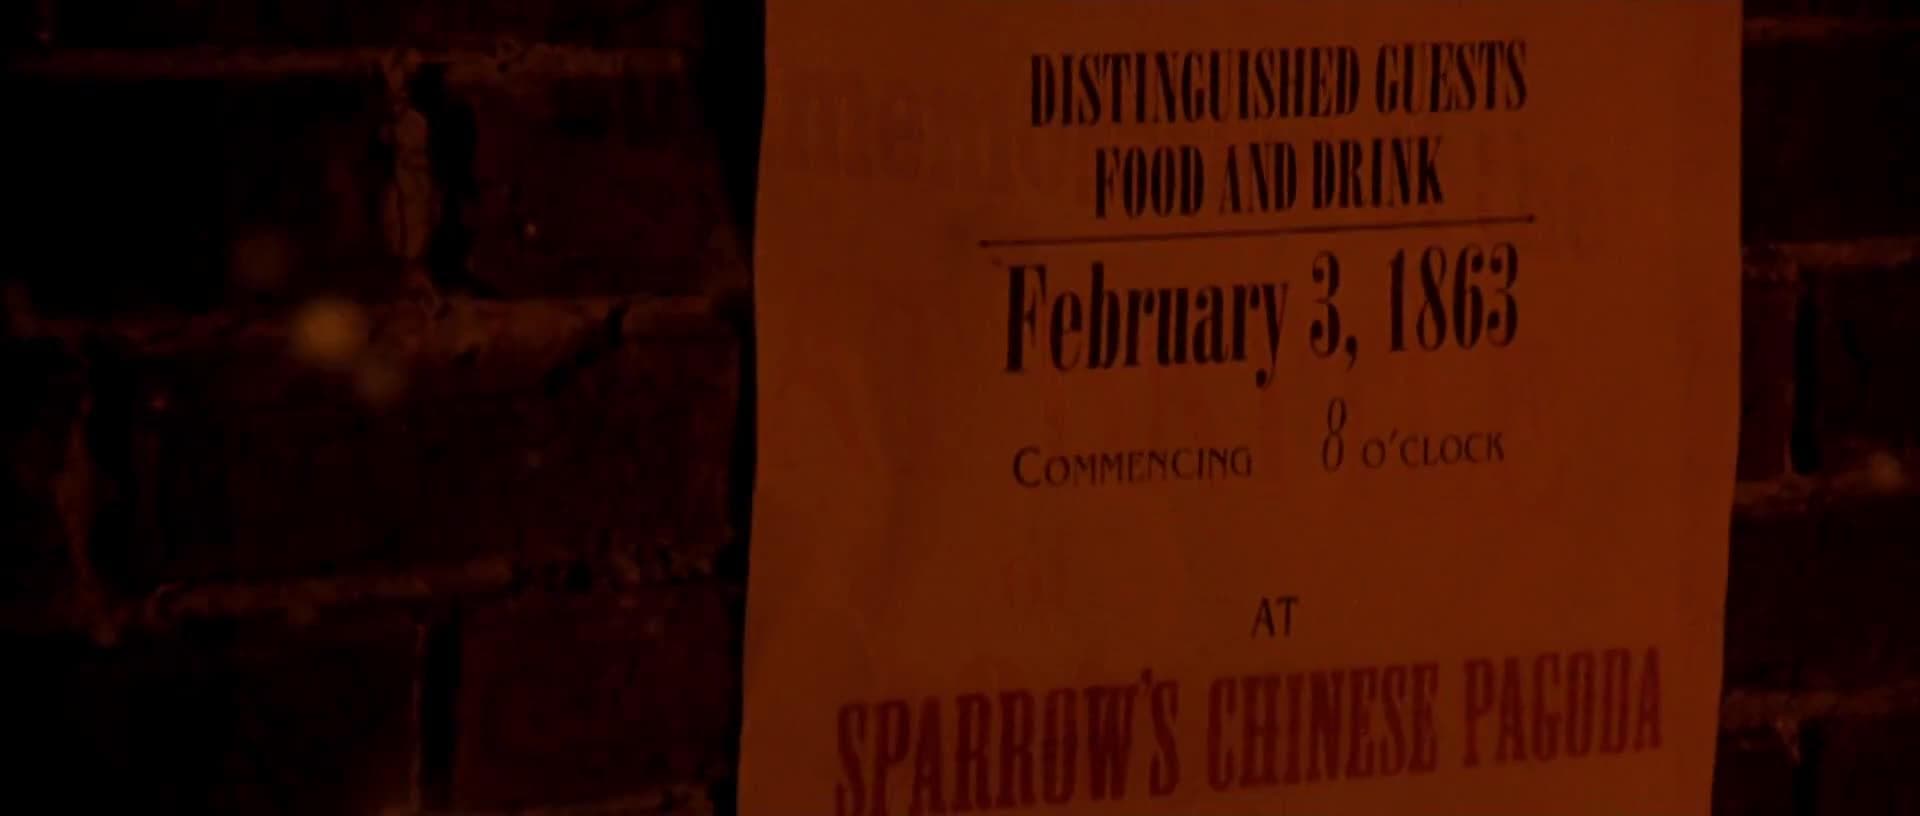 DISTINGUISHED GUESTS
FOOD AND DRINK
February 3, 1863
COMMENCING 8 O'CLOCK
AT
SPARROW'S CHINESE PAGODA